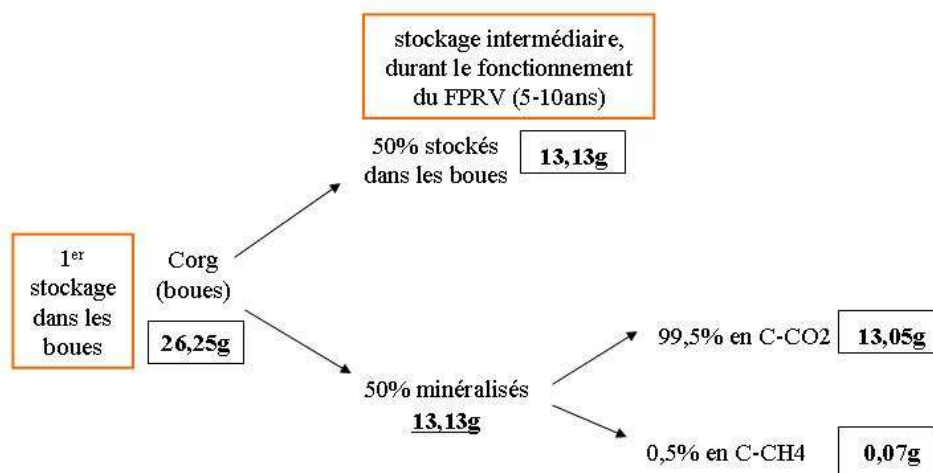 stockage intermédiaire,
durant le fonctionnement
du FPRV (5-10ans)
50% stockés
dans les boues
13,13g
1er
stockage
dans les
boues
Corg
(boues)
26,25g
50% minéralisés
13,13g
99,5% en C-CO2
13,05g
0,5% en C-CH4
0,07g